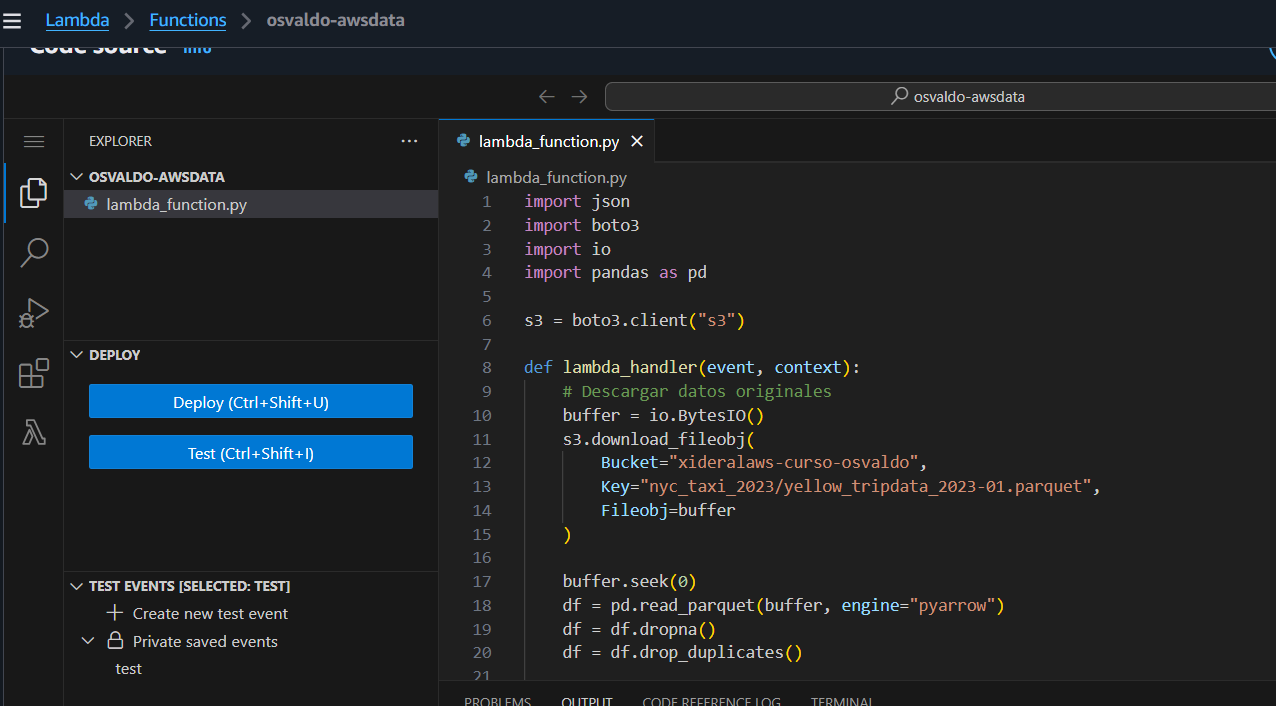 Lambda > Functions > osvaldo-awsdata
Code source Info
osvaldo-awsdata
EXPLORER ...
OSVALDO-AWSDATA
lambda_function.py
DEPLOY
Deploy (Ctrl+Shift+U)
Test (Ctrl+Shift+I)
TEST EVENTS [SELECTED: TEST]
Create new test event
Private saved events
test
lambda_function.py
lambda_function.py
1 import json
2 import boto3
3 import io
4 import pandas as pd
5
6 s3 = boto3.client("s3")
7
8 def lambda_handler(event, context):
9 # Descargar datos originales
10 buffer = io.BytesIO()
11 s3.download_fileobj(
12 Bucket="xideralaws-curso-osvaldo",
13 Key="nyc_taxi_2023/yellow_tripdata_2023-01.parquet",
14 Fileobj=buffer
15 )
16
17 buffer.seek(0)
18 df = pd.read_parquet(buffer, engine="pyarrow")
19 df = df.dropna()
20 df = df.drop_duplicates()
21
PROBLEMS OUTPUT CODE REFERENCE LOG TERMINAL